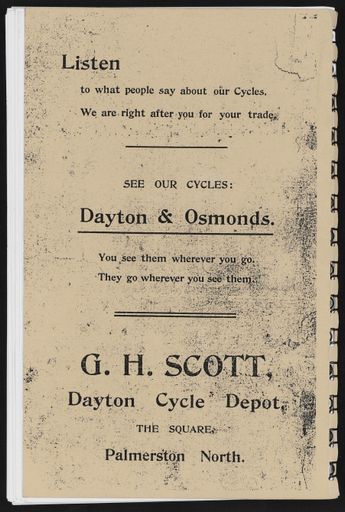 Listen
to what people say about our Cycles.
We are right after you for your trade.
SEE OUR CYCLES:
Dayton & Osmonds.
You see them wherever you go.
They go wherever you see them.
G. H. SCOTT,
Dayton Cycle Depot,
THE SQUARE,
Palmerston North.